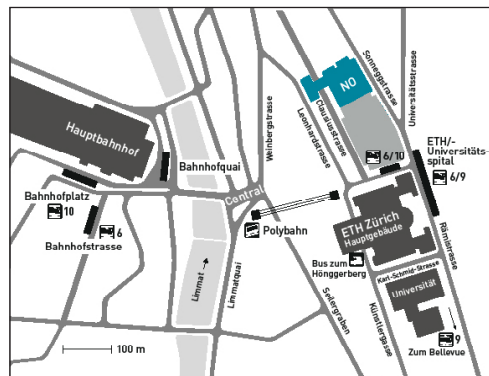 NO
Sonneggstrasse
Universitätsstrasse
Clausiusstrasse
Leonhardstrasse
Weinbergstrasse
Hauptbahnhof
Bahnhofquai
Bahnhofplatz
10
6
Bahnhofstrasse
Central
Polybahn
6/10
ETH/-
Universitäts-
spital
6/9
ETH Zürich
Hauptgebäude
Bus zum
Hönggerberg
Rämistrasse
Karl-Schmid-Strasse
Universität
Künstlergasse
Seilergraben
Limmatquai
Limmat
9
Zum Bellevue
100 m